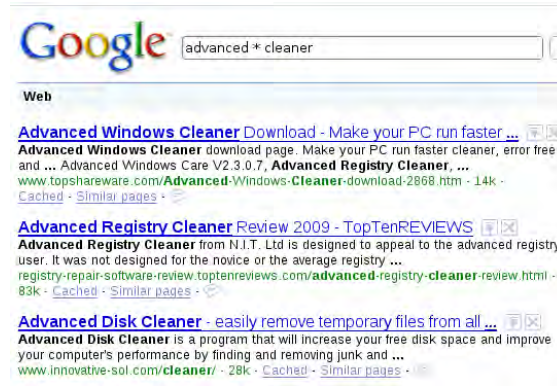 Google
advanced * cleaner
Web
Advanced Windows Cleaner Download - Make your PC run faster ...
Advanced Windows Cleaner download page. Make your PC run faster cleaner, error free
and ... Advanced Windows Care V2.3.0.7, Advanced Registry Cleaner, ...
www.topshareware.com/Advanced-Windows-Cleaner-download-2868.htm - 14k -
Cached - Similar pages -
Advanced Registry Cleaner Review 2009 - TopTenREVIEWS
Advanced Registry Cleaner from N.I.T. Ltd is designed to appeal to the advanced registry
user. It was not designed for the novice or the average registry ...
registry-repair-software-review.toptenreviews.com/advanced-registry-cleaner-review.html -
83k - Cached - Similar pages -
Advanced Disk Cleaner - easily remove temporary files from all ...
Advanced Disk Cleaner is a program that will increase your free disk space and improve
your computer's performance by finding and removing junk and ...
www.innovative-sol.com/cleaner/ - 28k - Cached - Similar pages -